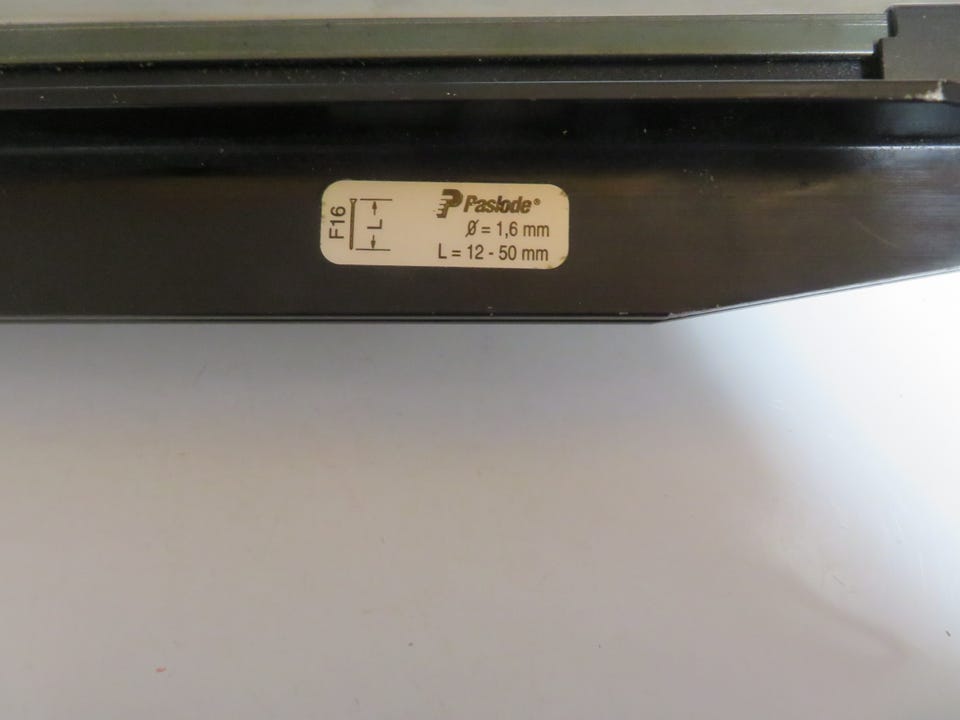 F16
L
Paslode®
Ø = 1,6 mm
L = 12 - 50 mm